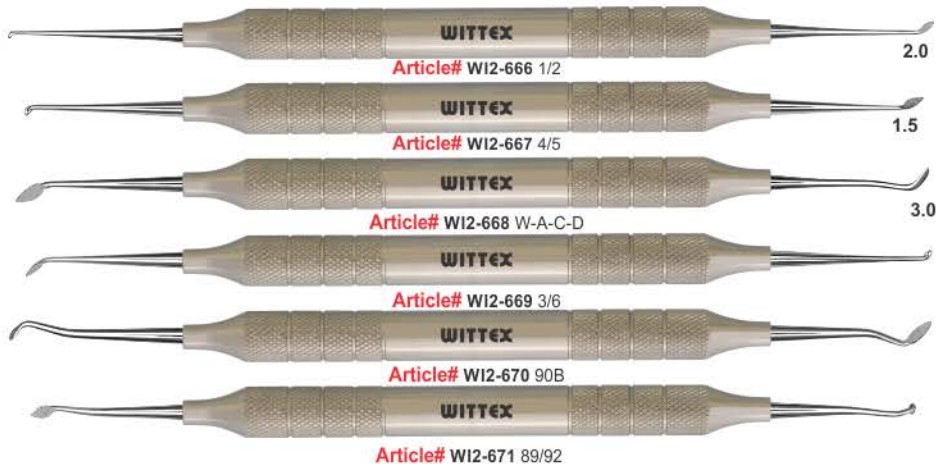 WITTEX
2.0
Article# WI2-666 1/2
WITTEX
1.5
Article# WI2-667 4/5
WITTEX
3.0
Article# WI2-668 W-A-C-D
WITTEX
Article# WI2-669 3/6
WITTEX
Article# WI2-670 90B
WITTEX
Article# WI2-671 89/92